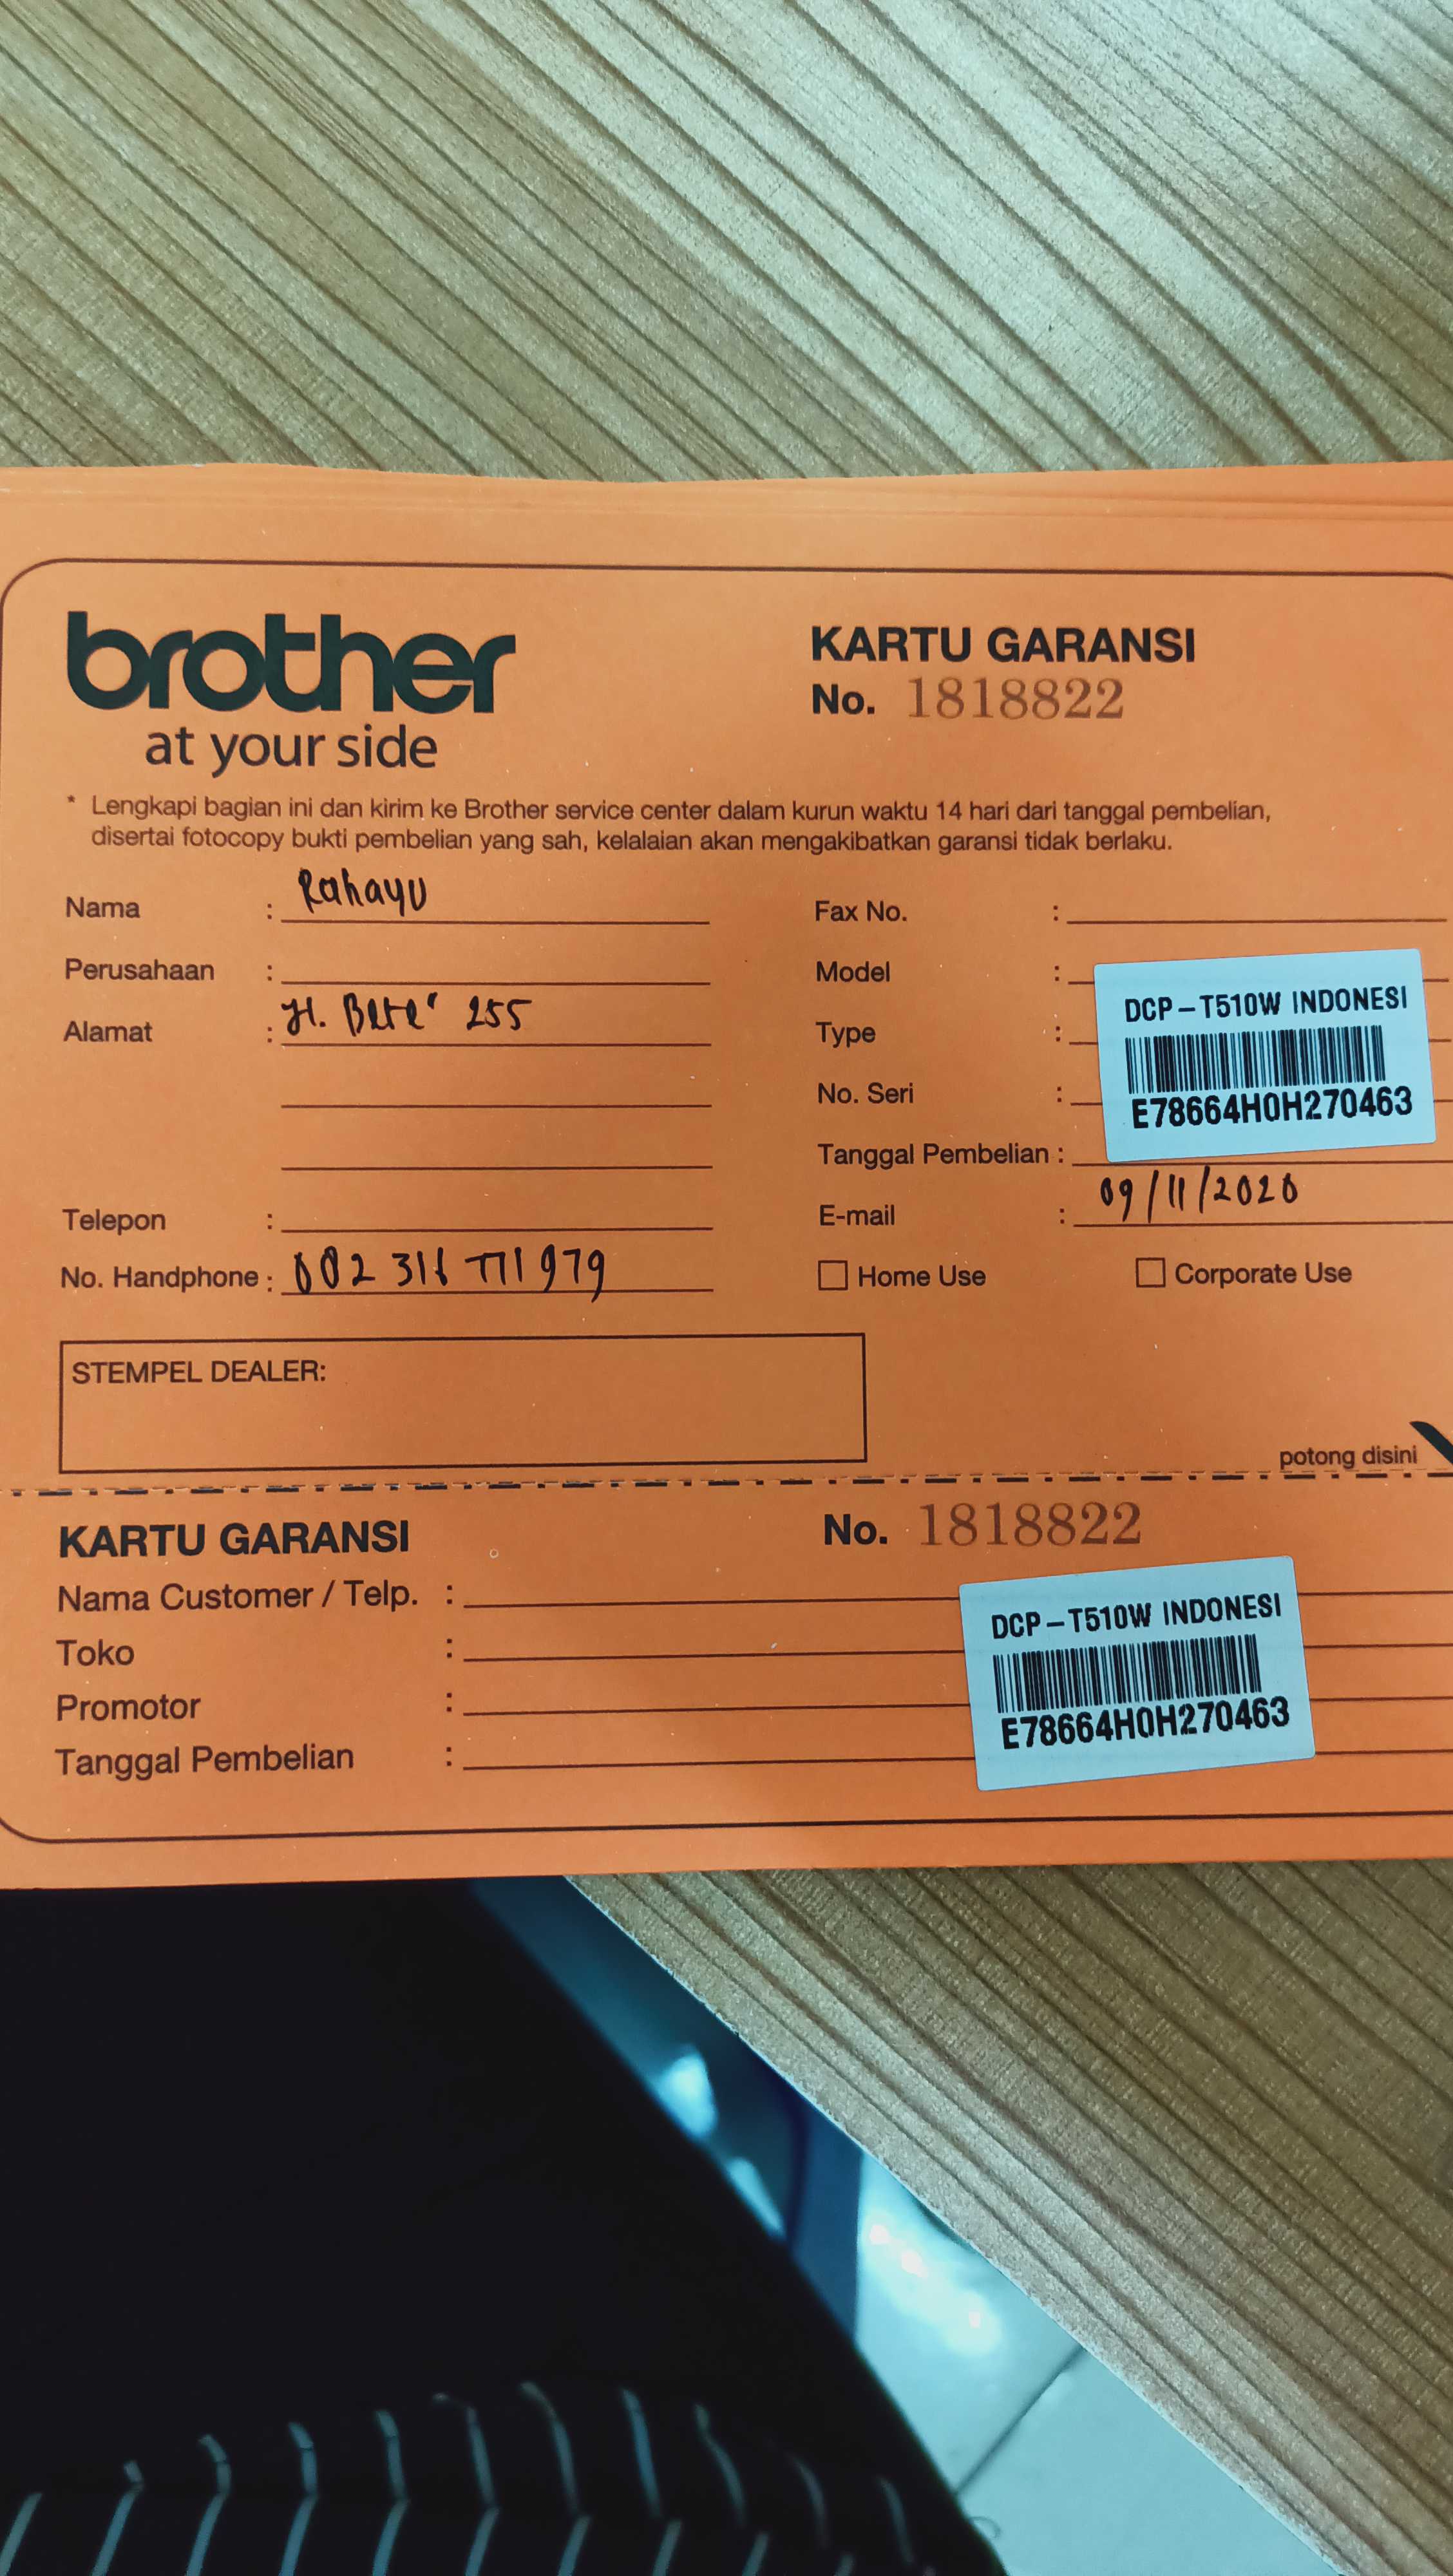 brother
at your side
KARTU GARANSI
No. 1818822
* Lengkapi bagian ini dan kirim ke Brother service center dalam kurun waktu 14 hari dari tanggal pembelian,
disertai fotocopy bukti pembelian yang sah, kelalaian akan mengakibatkan garansi tidak berlaku.
Nama : Rahayu
Perusahaan :
Alamat : 255
Telepon :
No. Handphone :
Fax No. :
Model :
Type :
No. Seri :
DCP-T510W INDONESI
E78664H0H270463
Tanggal Pembelian :
09/11/2020
E-mail :
Home Use
Corporate Use
STEMPEL DEALER:
potong disini
KARTU GARANSI
No. 1818822
Nama Customer / Telp. :
Toko :
Promotor :
Tanggal Pembelian :
DCP-T510W INDONESI
E78664H0H270463